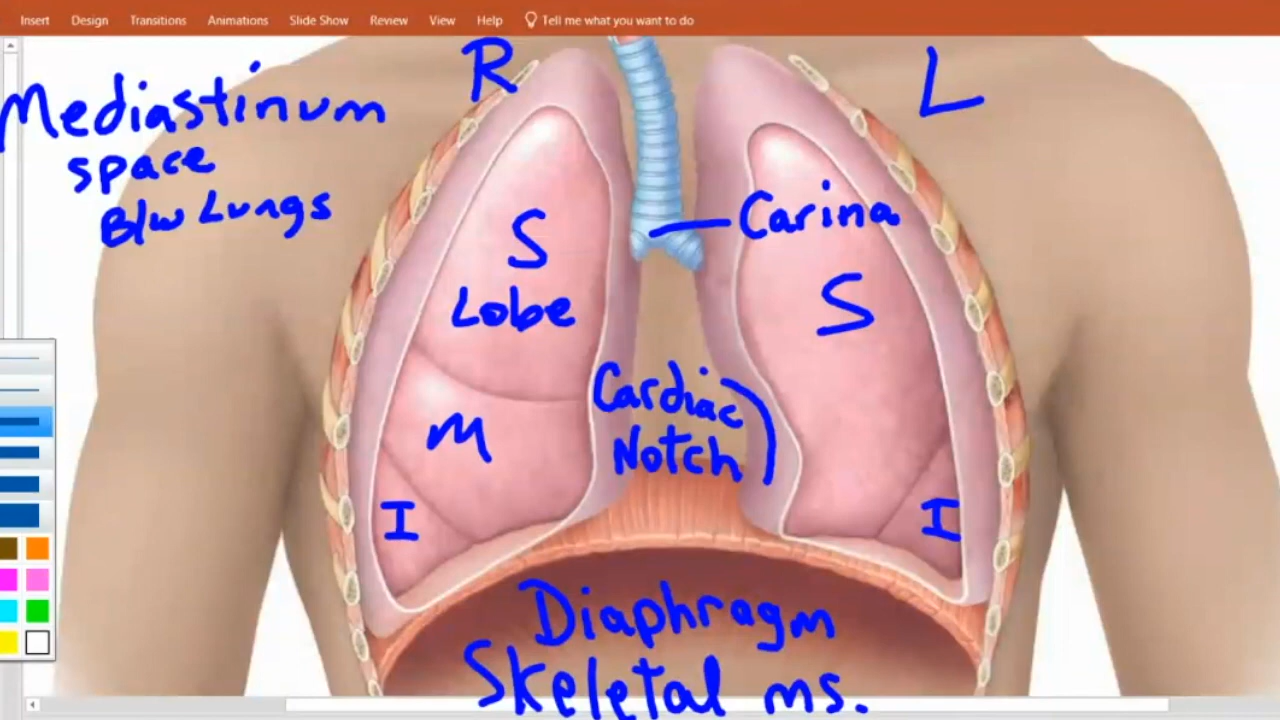 Insert Design Transitions Animations Slide Show Review View Help Tell me what you want to do
R
L
Mediastinum
space
B/w Lungs
Carina
S
Lobe
S
Cardiac
Notch
M
I
I
Diaphragm
Skeletal ms.